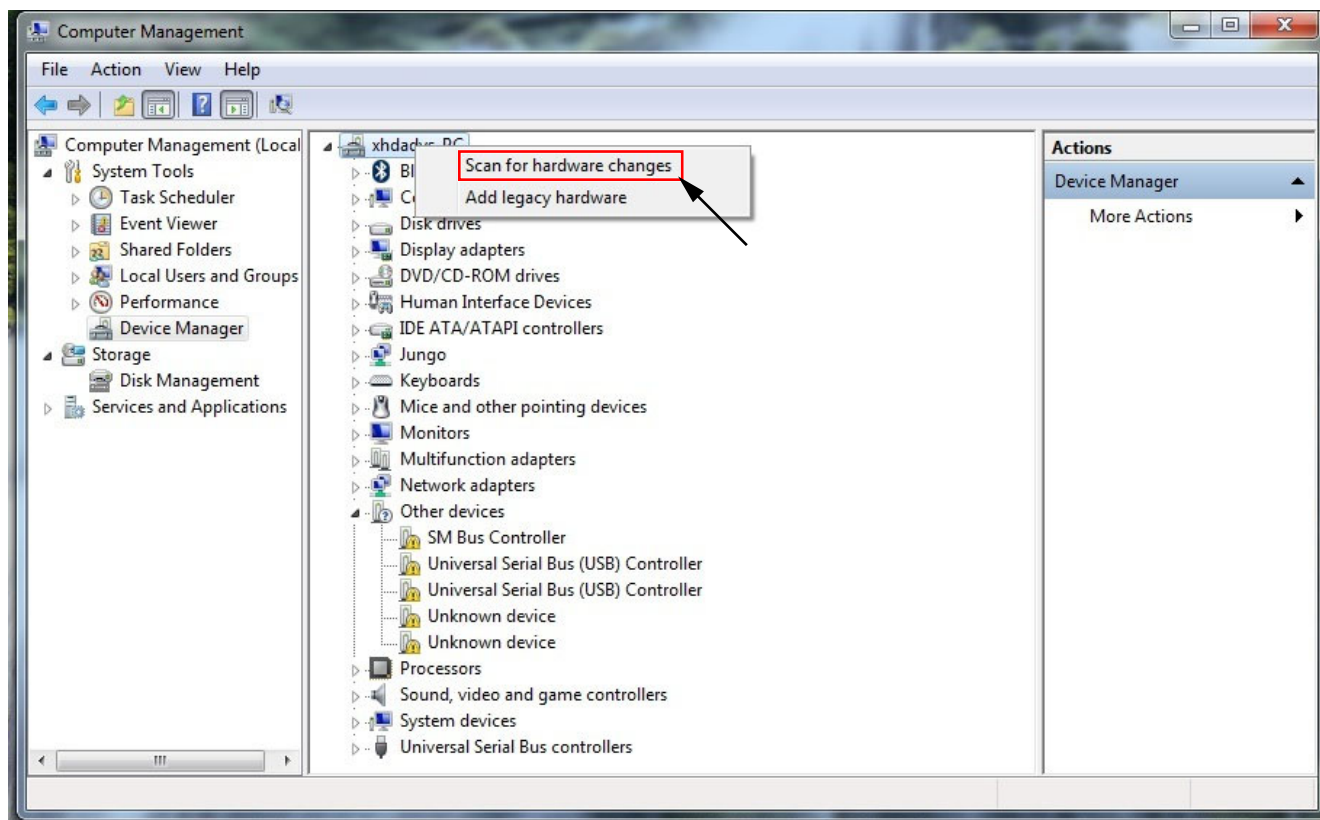 Computer Management
File Action View Help
Computer Management (Local
System Tools
Task Scheduler
Event Viewer
Shared Folders
Local Users and Groups
Performance
Device Manager
Storage
Disk Management
Services and Applications
Scan for hardware changes
Add legacy hardware
Disk drives
Display adapters
DVD/CD-ROM drives
Human Interface Devices
IDE ATA/ATAPI controllers
Jungo
Keyboards
Mice and other pointing devices
Monitors
Multifunction adapters
Network adapters
Other devices
SM Bus Controller
Universal Serial Bus (USB) Controller
Universal Serial Bus (USB) Controller
Unknown device
Unknown device
Processors
Sound, video and game controllers
System devices
Universal Serial Bus controllers
Actions
Device Manager
More Actions